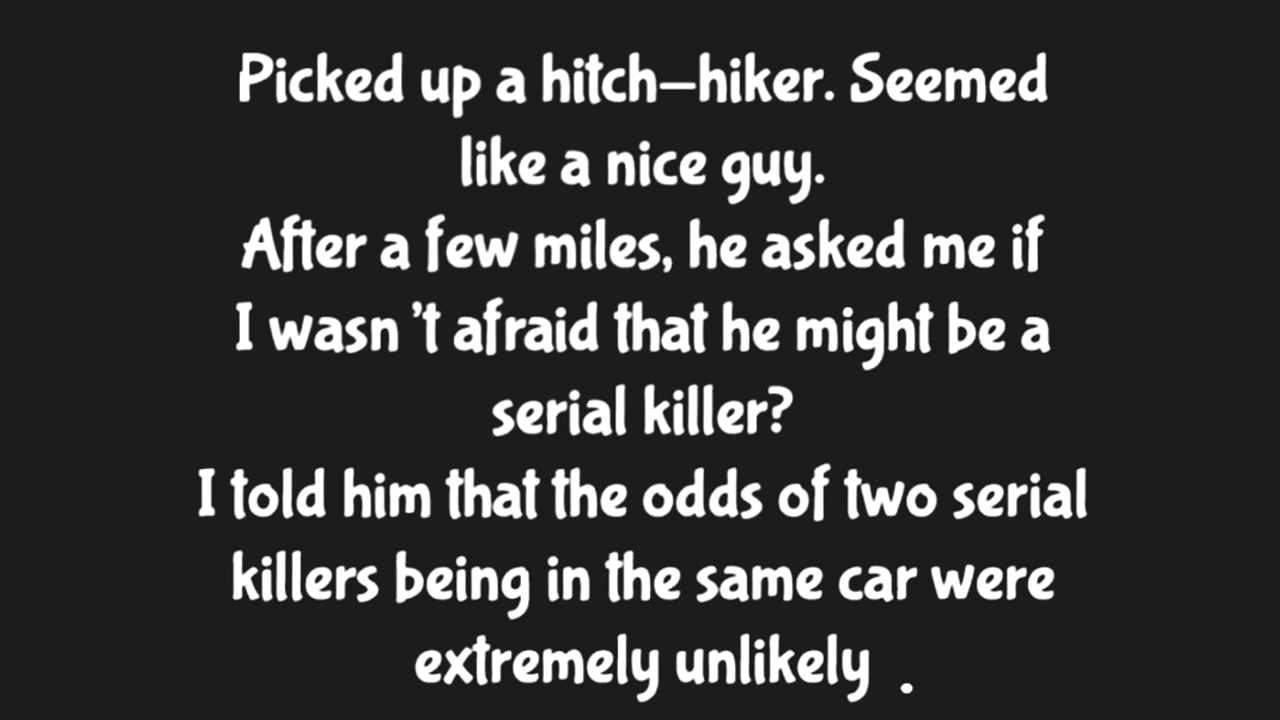 Picked up a hitch-hiker. Seemed
like a nice guy.
After a few miles, he asked me if
I wasn't afraid that he might be a
serial killer?
I told him that the odds of two serial
killers being in the same car were
extremely unlikely .